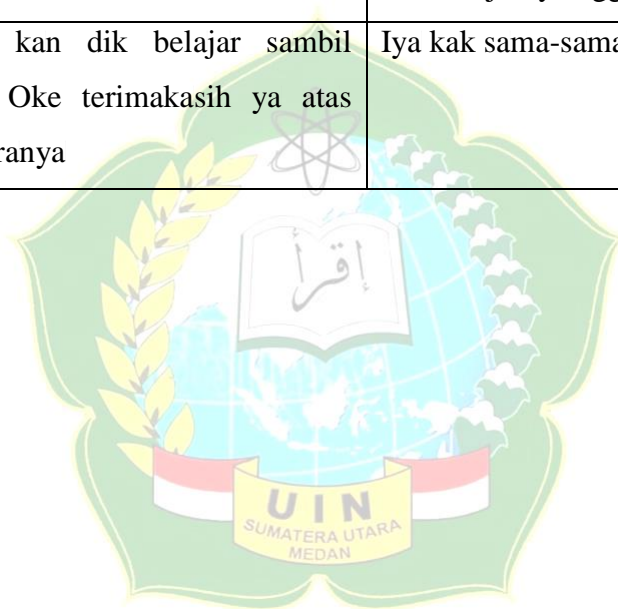 kan dik belajar sambil
Oke terimakasih ya atas
ranya
Iya kak sama-sama
إقرأ
UIN
SUMATERA UTARA
MEDAN